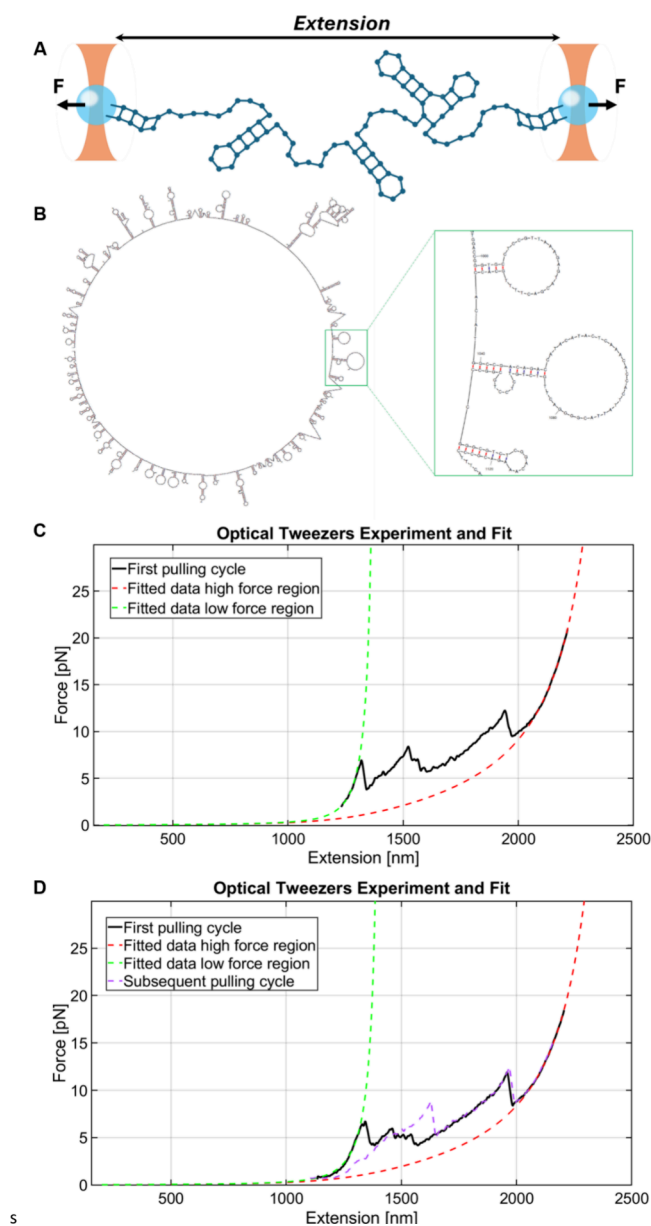 Extension
A
F
F
B
C
Optical Tweezers Experiment and Fit
First pulling cycle
Fitted data high force region
Fitted data low force region
Force [pN]
25
20
15
10
5
0
500
1000
1500
2000
2500
Extension [nm]
D
Optical Tweezers Experiment and Fit
First pulling cycle
Fitted data high force region
Fitted data low force region
Subsequent pulling cycle
Force [pN]
25
20
15
10
5
0
500
1000
1500
2000
2500
Extension [nm]
s